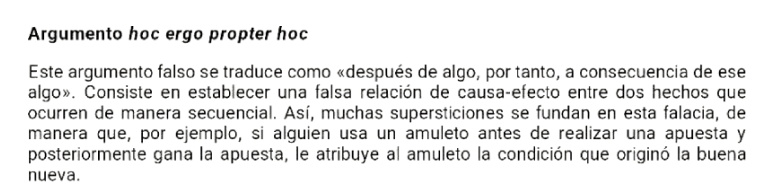 Argumento hoc ergo propter hoc
Este argumento falso se traduce como «después de algo, por tanto, a consecuencia de ese
algo». Consiste en establecer una falsa relación de causa-efecto entre dos hechos que
ocurren de manera secuencial. Así, muchas supersticiones se fundan en esta falacia, de
manera que, por ejemplo, si alguien usa un amuleto antes de realizar una apuesta y
posteriormente gana la apuesta, le atribuye al amuleto la condición que originó la buena
nueva.